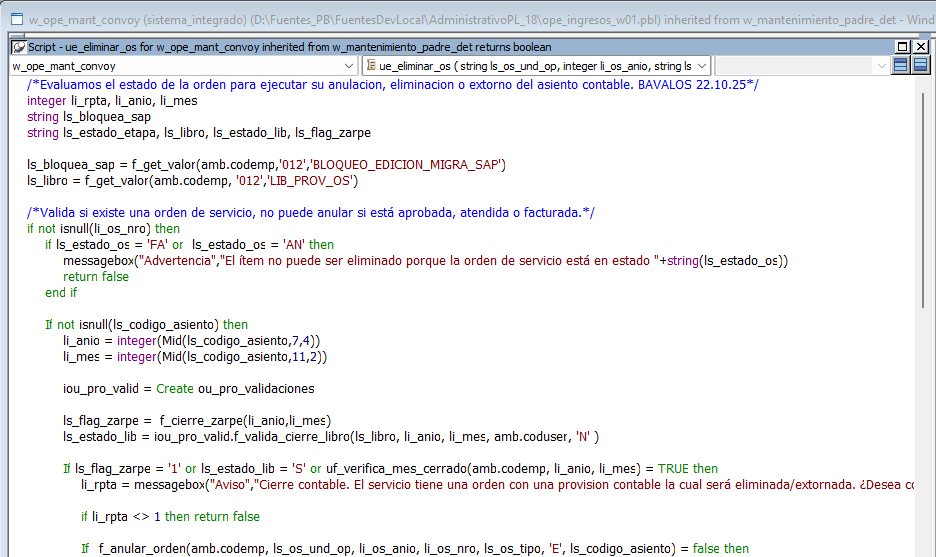 w_ope_mant_convoy (sistema_integrado) (D:\Fuentes_PB\FuentesDevLocal\AdministrativoPL_18\ope_ingresos_w01.pbl) inherited from w_mantenimiento_padre_det - Wind
Script - ue_eliminar_os for w_ope_mant_convoy inherited from w_mantenimiento_padre_det returns boolean
w_ope_mant_convoy
ue_eliminar_os ( string ls_os_und_op, integer li_os_anio, string ls
/*Evaluamos el estado de la orden para ejecutar su anulacion, eliminacion o extorno del asiento contable. BAVALOS 22.10.25*/
integer li_rpta, li_anio, li_mes
string ls_bloquea_sap
string ls_estado_etapa, ls_libro, ls_estado_lib, ls_flag_zarpe
ls_bloquea_sap = f_get_valor(amb.codemp,'012','BLOQUEO_EDICION_MIGRA_SAP')
ls_libro = f_get_valor(amb.codemp, '012','LIB_PROV_OS')
/*Valida si existe una orden de servicio, no puede anular si está aprobada, atendida o facturada.*/
if not isnull(li_os_nro) then
if ls_estado_os = 'FA' or  ls_estado_os = 'AN' then
messagebox("Advertencia","El ítem no puede ser eliminado porque la orden de servicio está en estado "+string(ls_estado_os))
return false
end if
If not isnull(ls_codigo_asiento) then
li_anio = integer(Mid(ls_codigo_asiento,7,4))
li_mes = integer(Mid(ls_codigo_asiento,11,2))
iou_pro_valid = Create ou_pro_validaciones
ls_flag_zarpe =  f_cierre_zarpe(li_anio,li_mes)
ls_estado_lib = iou_pro_valid.f_valida_cierre_libro(ls_libro, li_anio, li_mes, amb.coduser, 'N' )
If ls_flag_zarpe = '1' or ls_estado_lib = 'S' or uf_verifica_mes_cerrado(amb.codemp, li_anio, li_mes) = TRUE then
li_rpta = messagebox("Aviso","Cierre contable. El servicio tiene una orden con una provision contable la cual será eliminada/extornada. ¿Desea co
if li_rpta <> 1 then return false
If  f_anular_orden(amb.codemp, ls_os_und_op, li_os_anio, li_os_nro, ls_os_tipo, 'E', ls_codigo_asiento) = false then